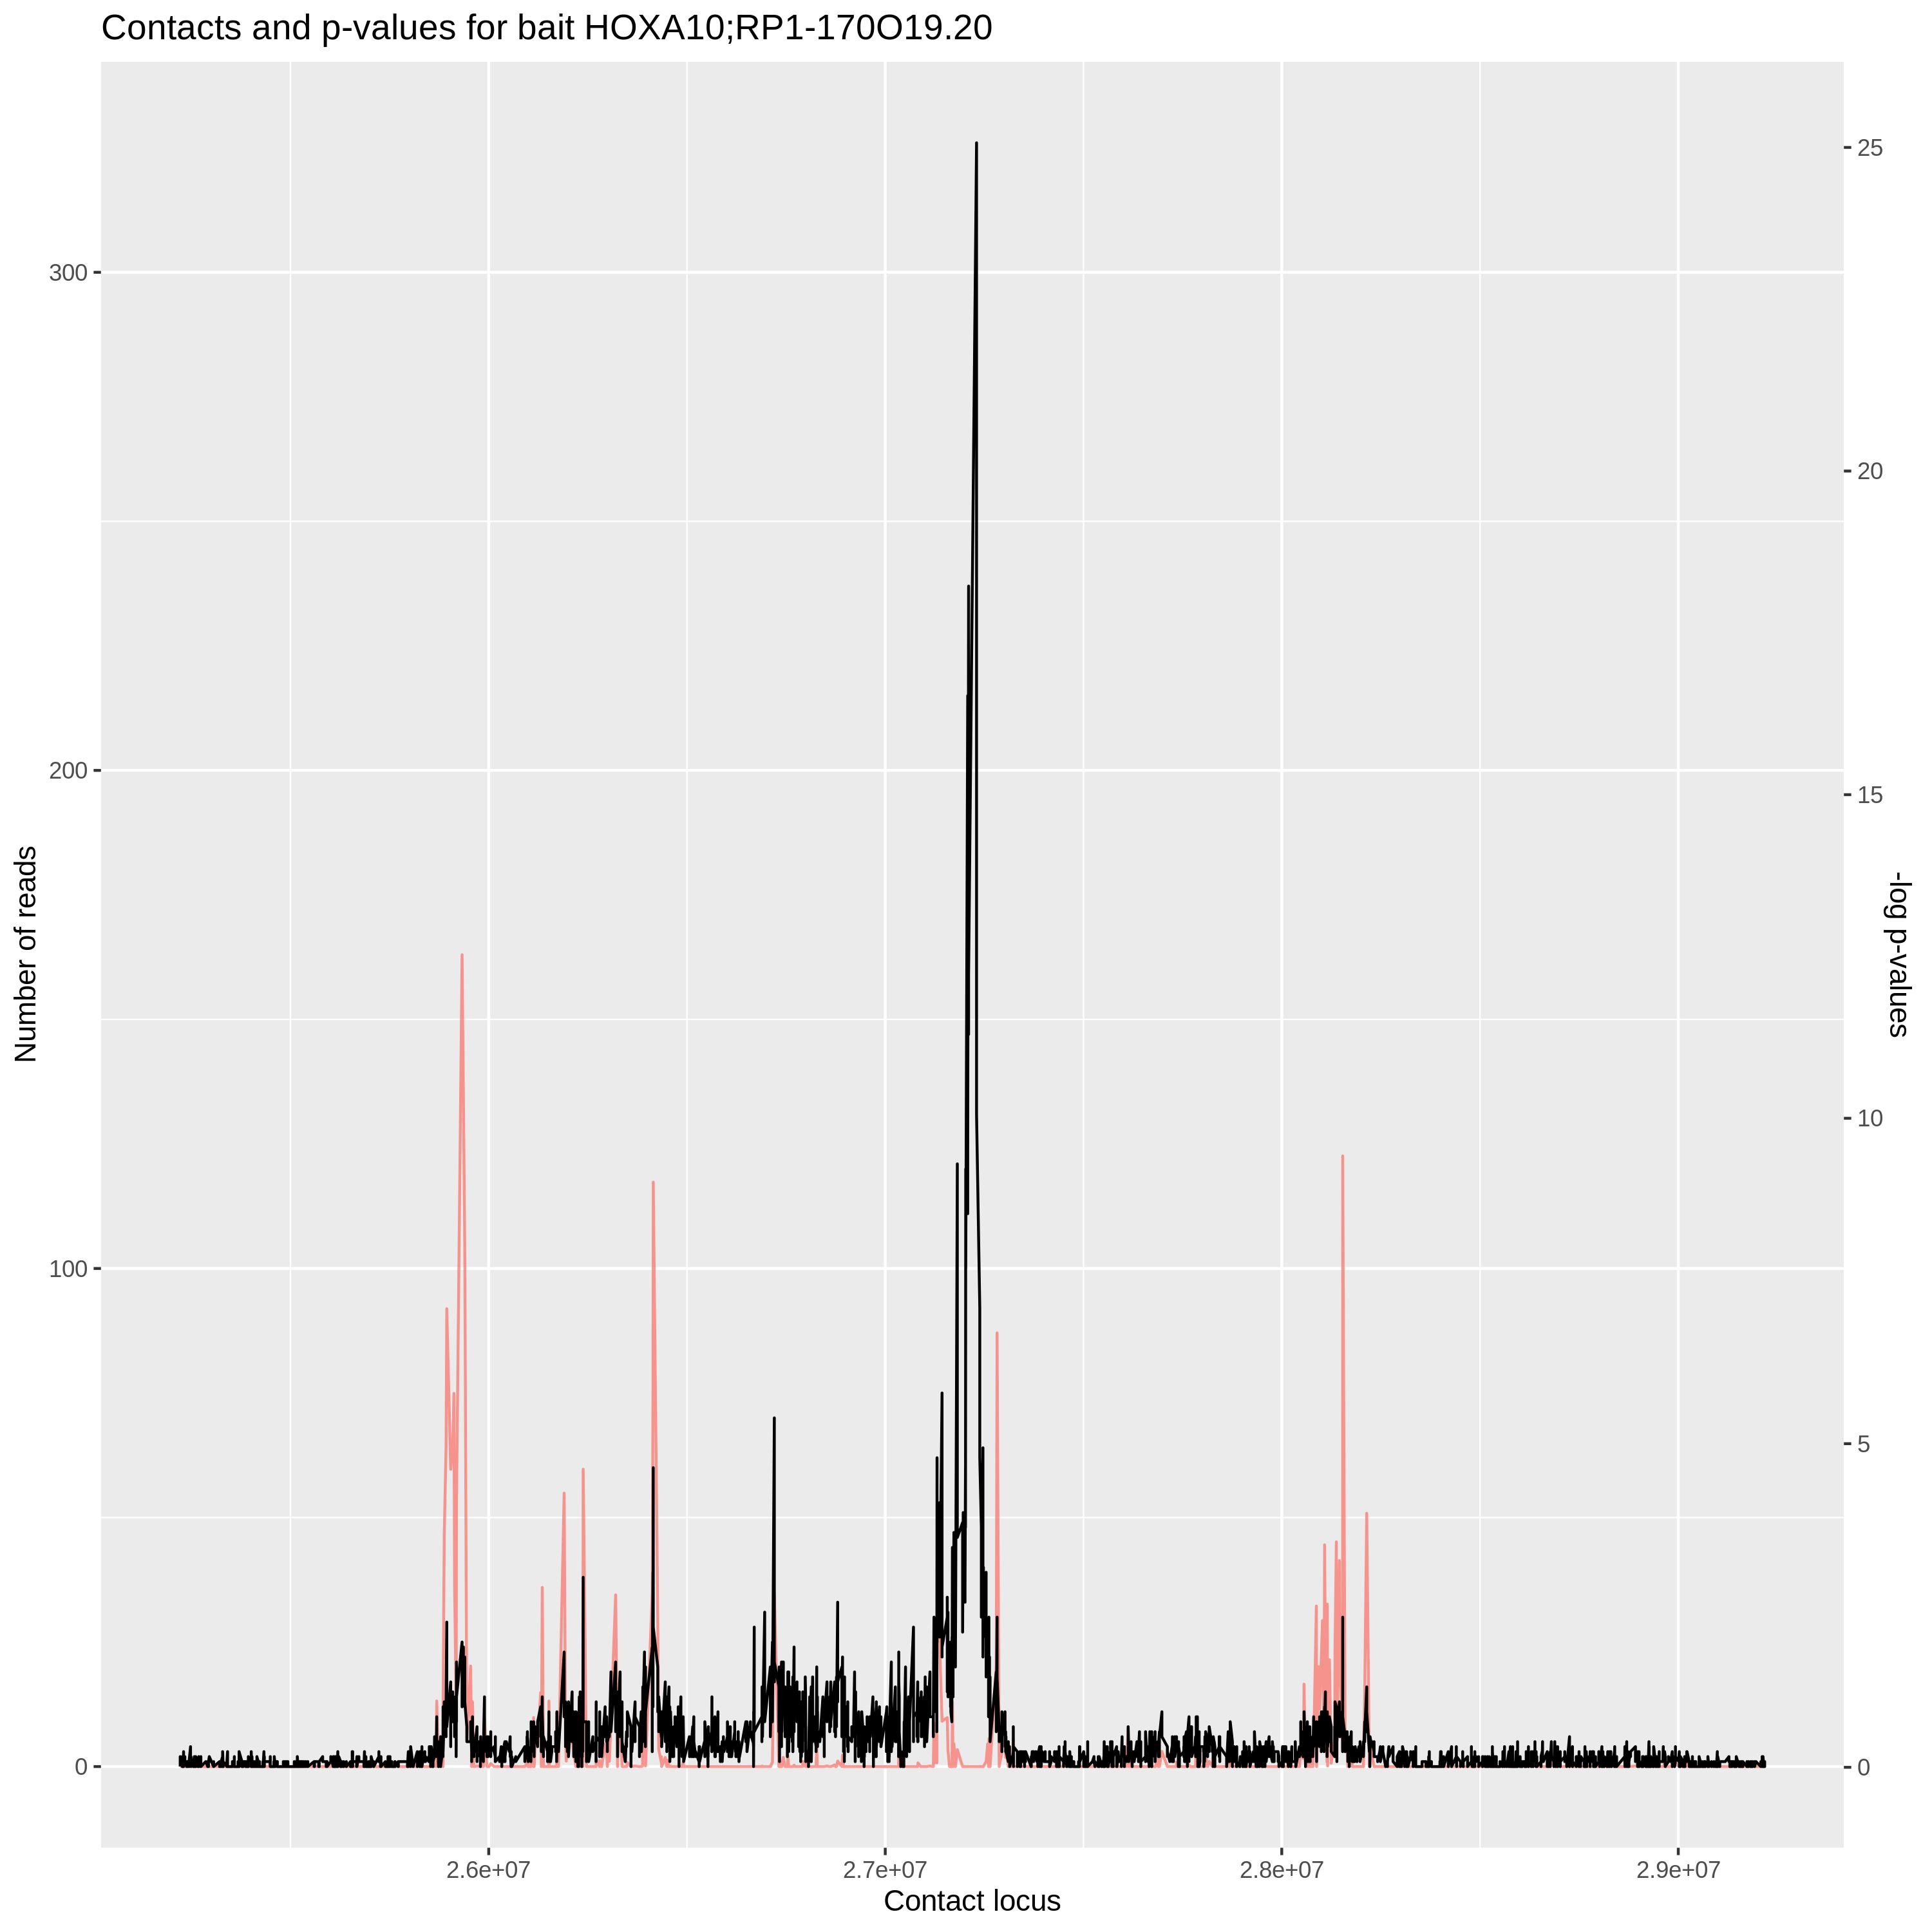 Contacts and p-values for bait HOXA10;RP1-170O19.20
Number of reads
300
200
100
0
25
20
15
10
5
0
-log p-values
2.6e+07
2.7e+07
2.8e+07
2.9e+07
Contact locus